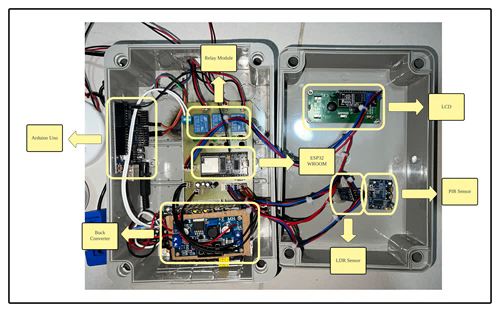 Relay Module
LCD
Arduino Uno
ESP32
WROOM
PIR Sensor
Buck
Converter
LDR Sensor